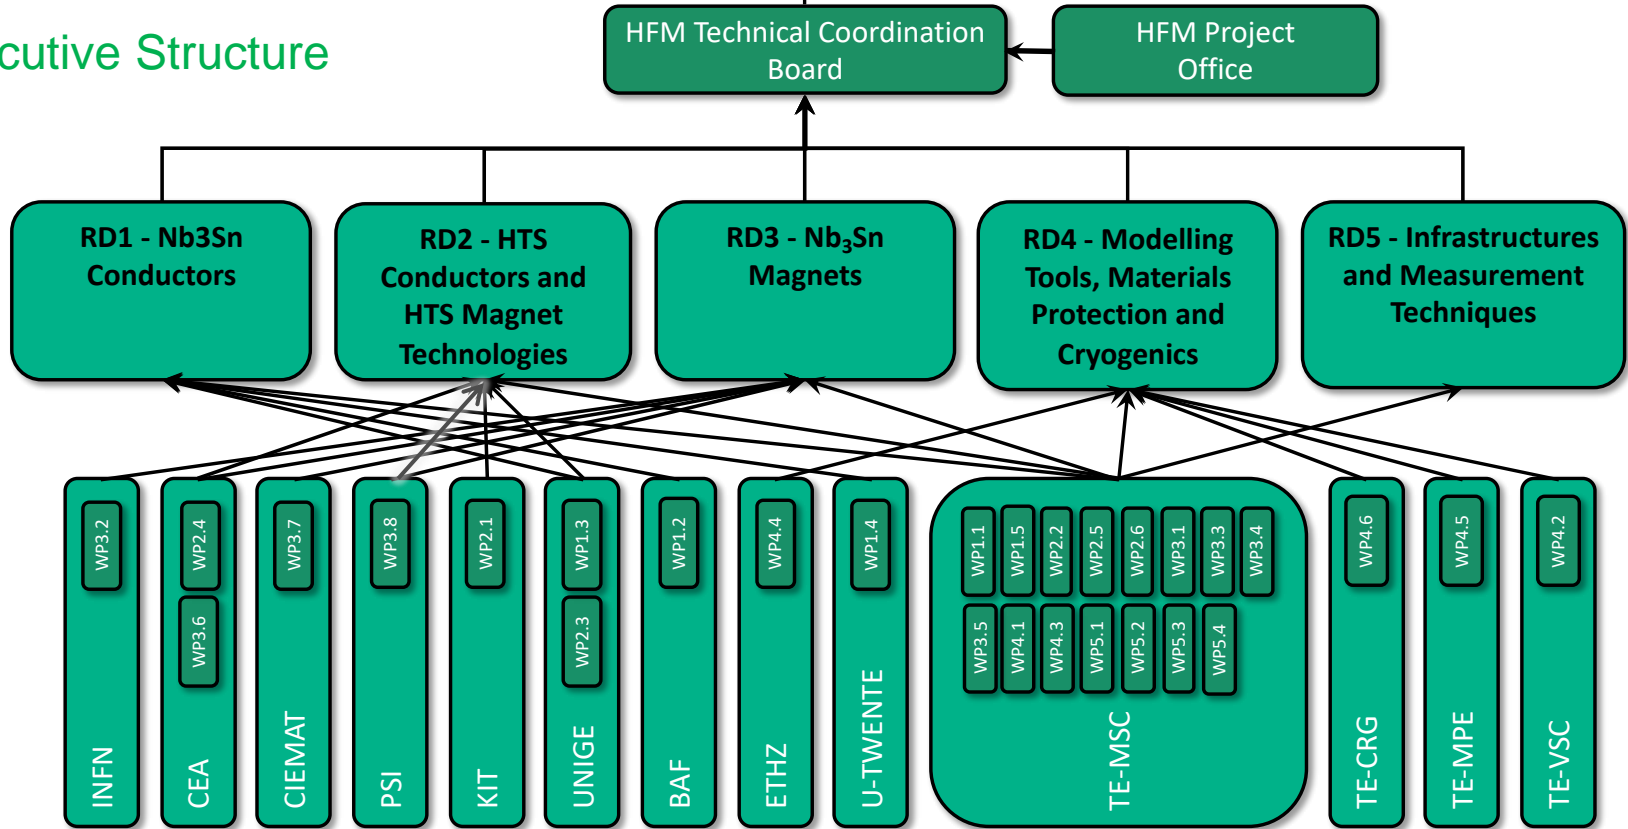 cutive Structure
HFM Technical Coordination
Board
HFM Project
Office
RD1 - Nb3Sn
Conductors
RD2 - HTS
Conductors and
HTS Magnet
Technologies
RD3 - Nb₃Sn
Magnets
RD4 - Modelling
Tools, Materials
Protection and
Cryogenics
RD5 - Infrastructures
and Measurement
Techniques
WP3.2
INFN
WP2.4
WP3.6
CEA
WP3.7
CIEMAT
WP3.8
PSI
WP2.1
KIT
WP1.3
WP2.3
UNIGE
WP1.2
BAF
WP4.4
ETHZ
WP1.4
U-TWENTE
WP1.1
WP1.5
WP2.2
WP2.5
WP2.6
WP3.1
WP3.3
WP3.4
WP3.5
WP4.1
WP4.3
WP5.1
WP5.2
WP5.3
WP5.4
TE-MSC
WP4.6
TE-CRG
WP4.5
TE-MPE
WP4.2
TE-VSC